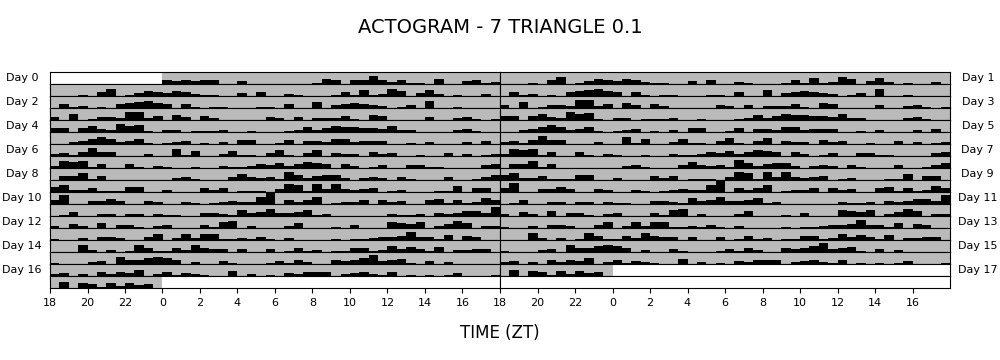 ACTOGRAM - 7 TRIANGLE 0.1
Day 0 Day 1
Day 2 Day 3
Day 4 Day 5
Day 6 Day 7
Day 8 Day 9
Day 10 Day 11
Day 12 Day 13
Day 14 Day 15
Day 16 Day 17
18 20 22 0 2 4 6 8 10 12 14 16 18 20 22 0 2 4 6 8 10 12 14 16
TIME (ZT)